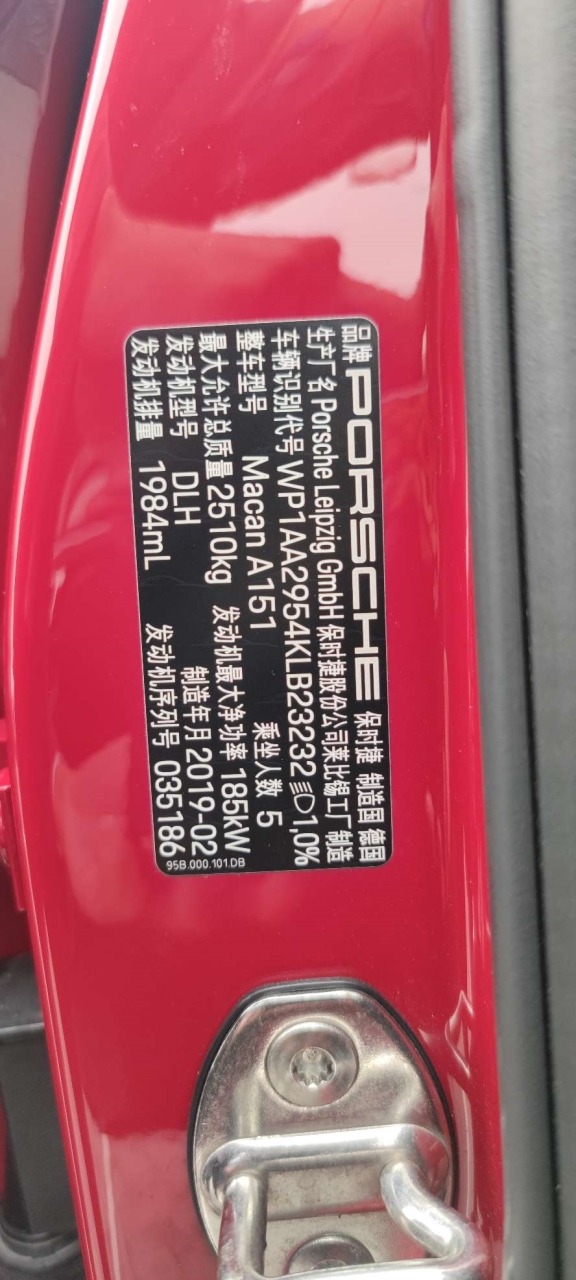 品牌 PORSCHE 保时捷 制造国 德国
生产厂名 Porsche Leipzig GmbH 保时捷股份公司莱比锡工厂 制造
车辆识别代号 WP1AA2954KLB23232 1,0%
整车型号 Macan A151 乘坐人数 5
最大允许总质量 2510kg 发动机最大净功率 185kW
发动机型号 DLH 制造年月 2019-02
发动机排量 1984mL 发动机序列号 035186
95B.000.101.DB